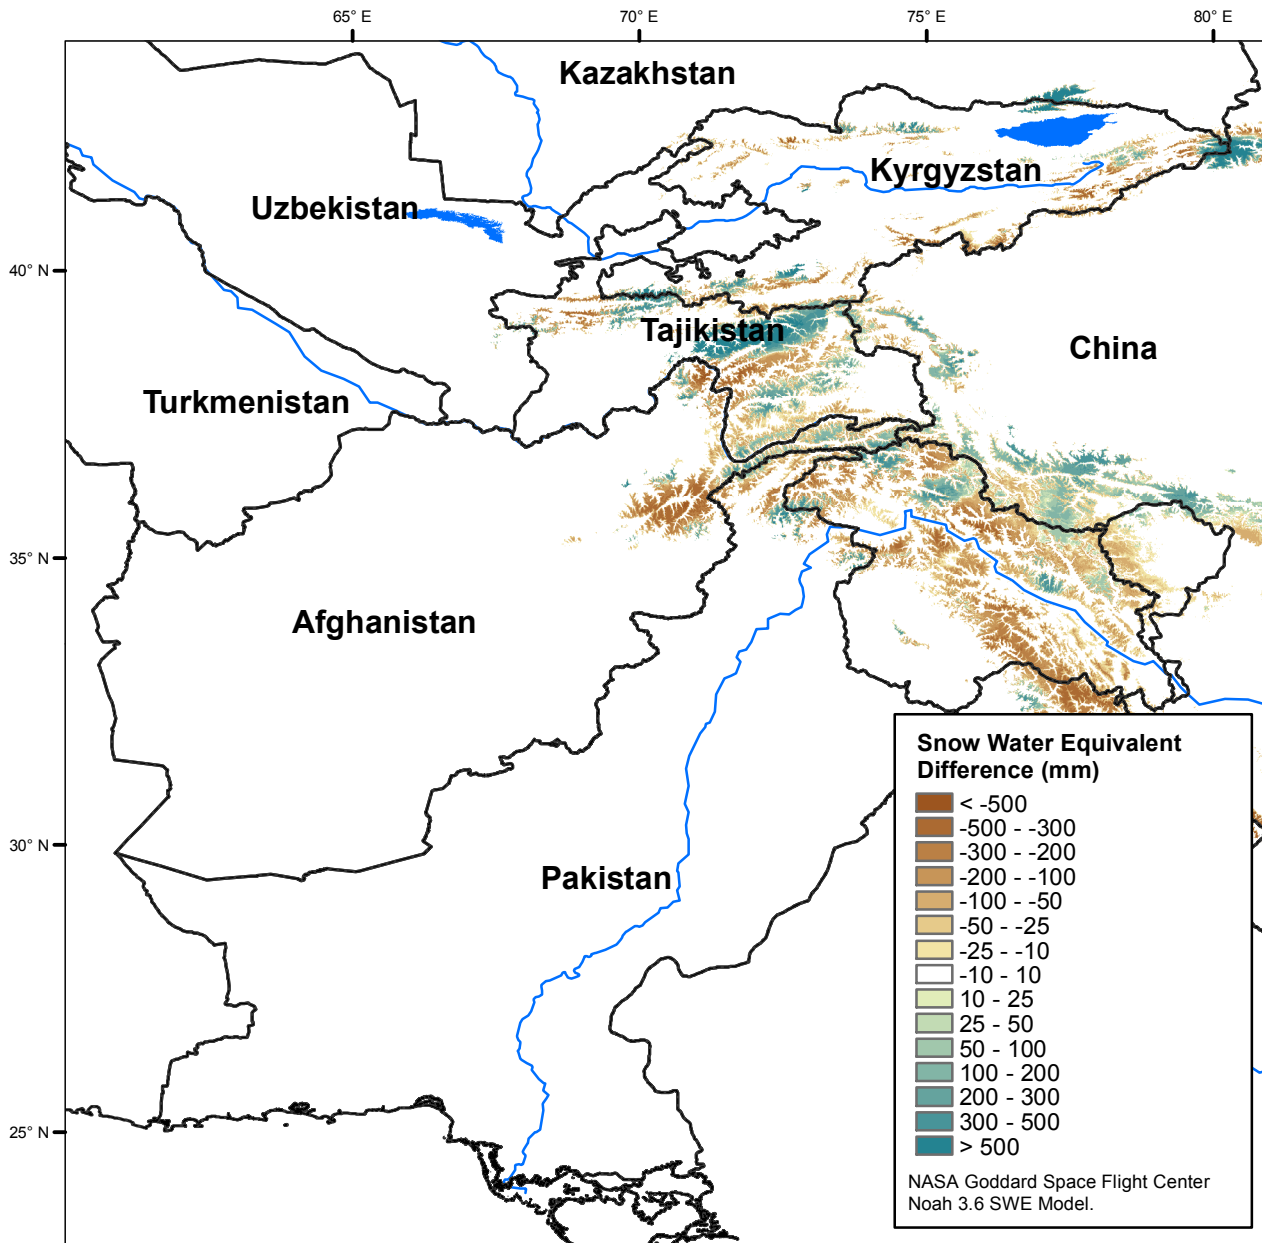 65° E
70° E
75° E
80° E
Kazakhstan
Kyrgyzstan
Uzbekistan
40° N
Tajikistan
China
Turkmenistan
35° N
Afghanistan
30° N
Pakistan
25° N
Snow Water Equivalent
Difference (mm)
< -500
-500 - -300
-300 - -200
-200 - -100
-100 - -50
-50 - -25
-25 - -10
-10 - 10
10 - 25
25 - 50
50 - 100
100 - 200
200 - 300
300 - 500
> 500
NASA Goddard Space Flight Center
Noah 3.6 SWE Model.